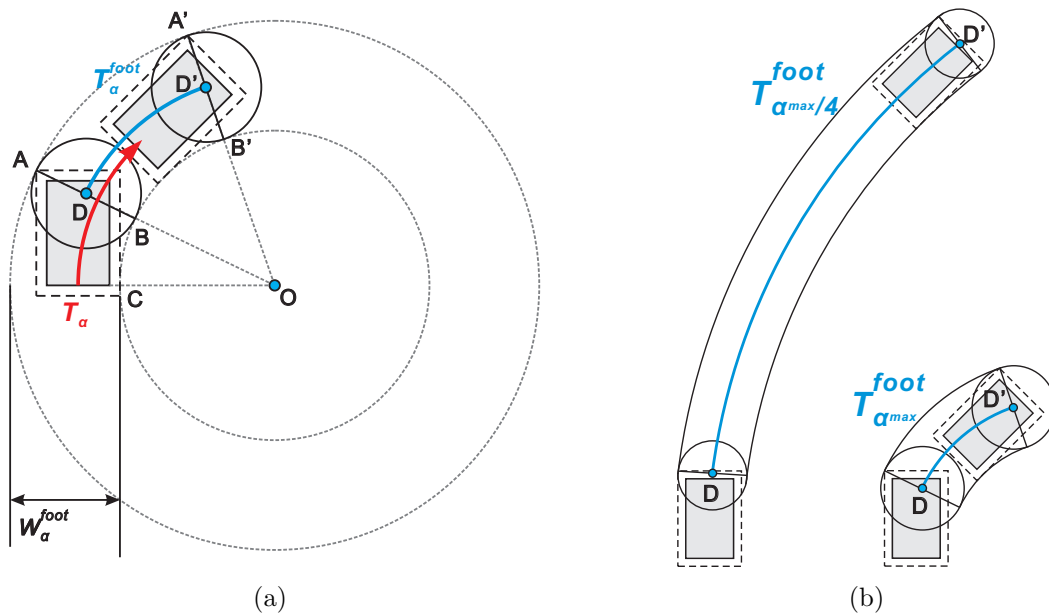 A'
T_α^foot
D'
B'
A
D
B
C
O
T_α
W_α^foot
(a)
D'
T_{α^max/4}^foot
D
T_{α^max}^foot
D'
D
(b)